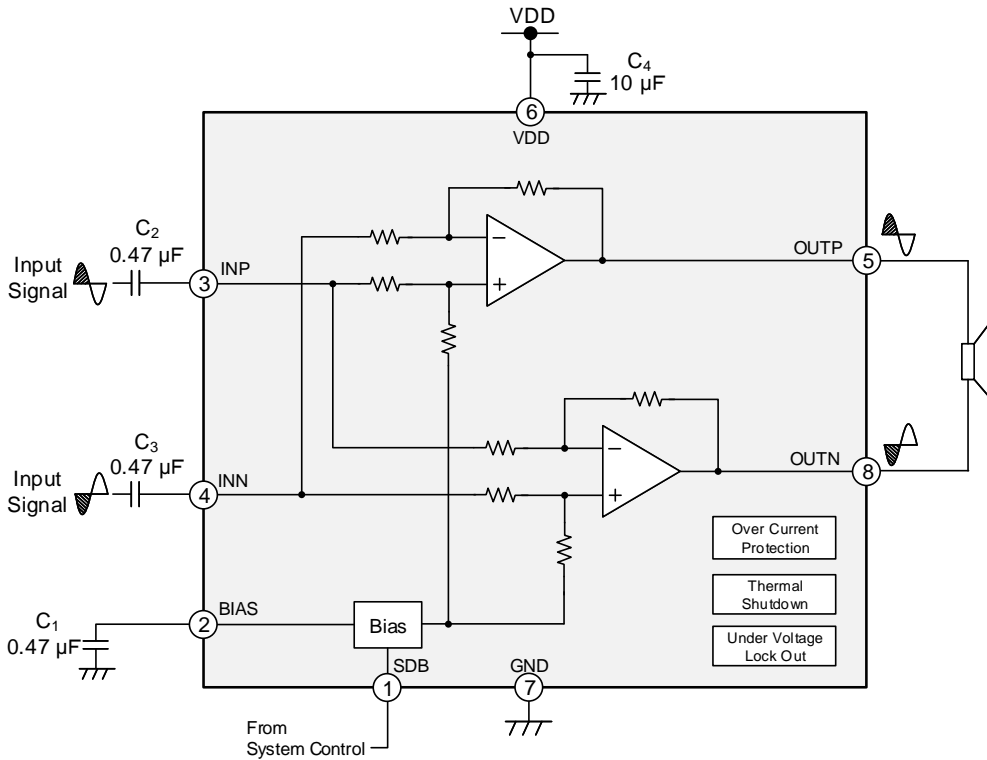 VDD
C4
10 µF
6
VDD
C2
0.47 µF
Input
Signal
3
INP
−
+
OUTP
5
C3
0.47 µF
Input
Signal
4
INN
−
+
OUTN
8
Over Current
Protection
Thermal
Shutdown
Under Voltage
Lock Out
C1
0.47 µF
2
BIAS
Bias
SDB
1
GND
7
From
System Control